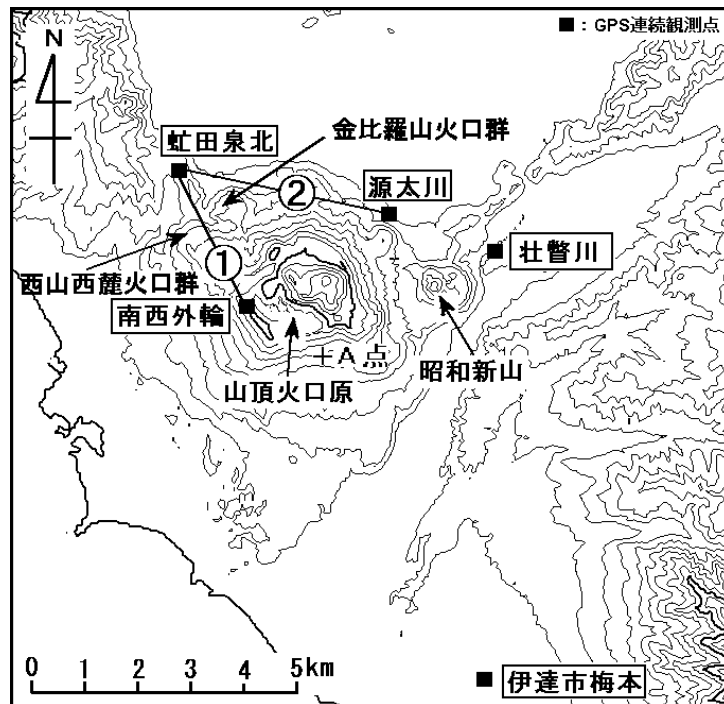 ■：GPS連続観測点
N
金比羅山火口群
虻田泉北
②
源太川
壮瞥川
①
西山西麓火口群
南西外輪
＋A点
昭和新山
山頂火口原
0 1 2 3 4 5km
伊達市梅本